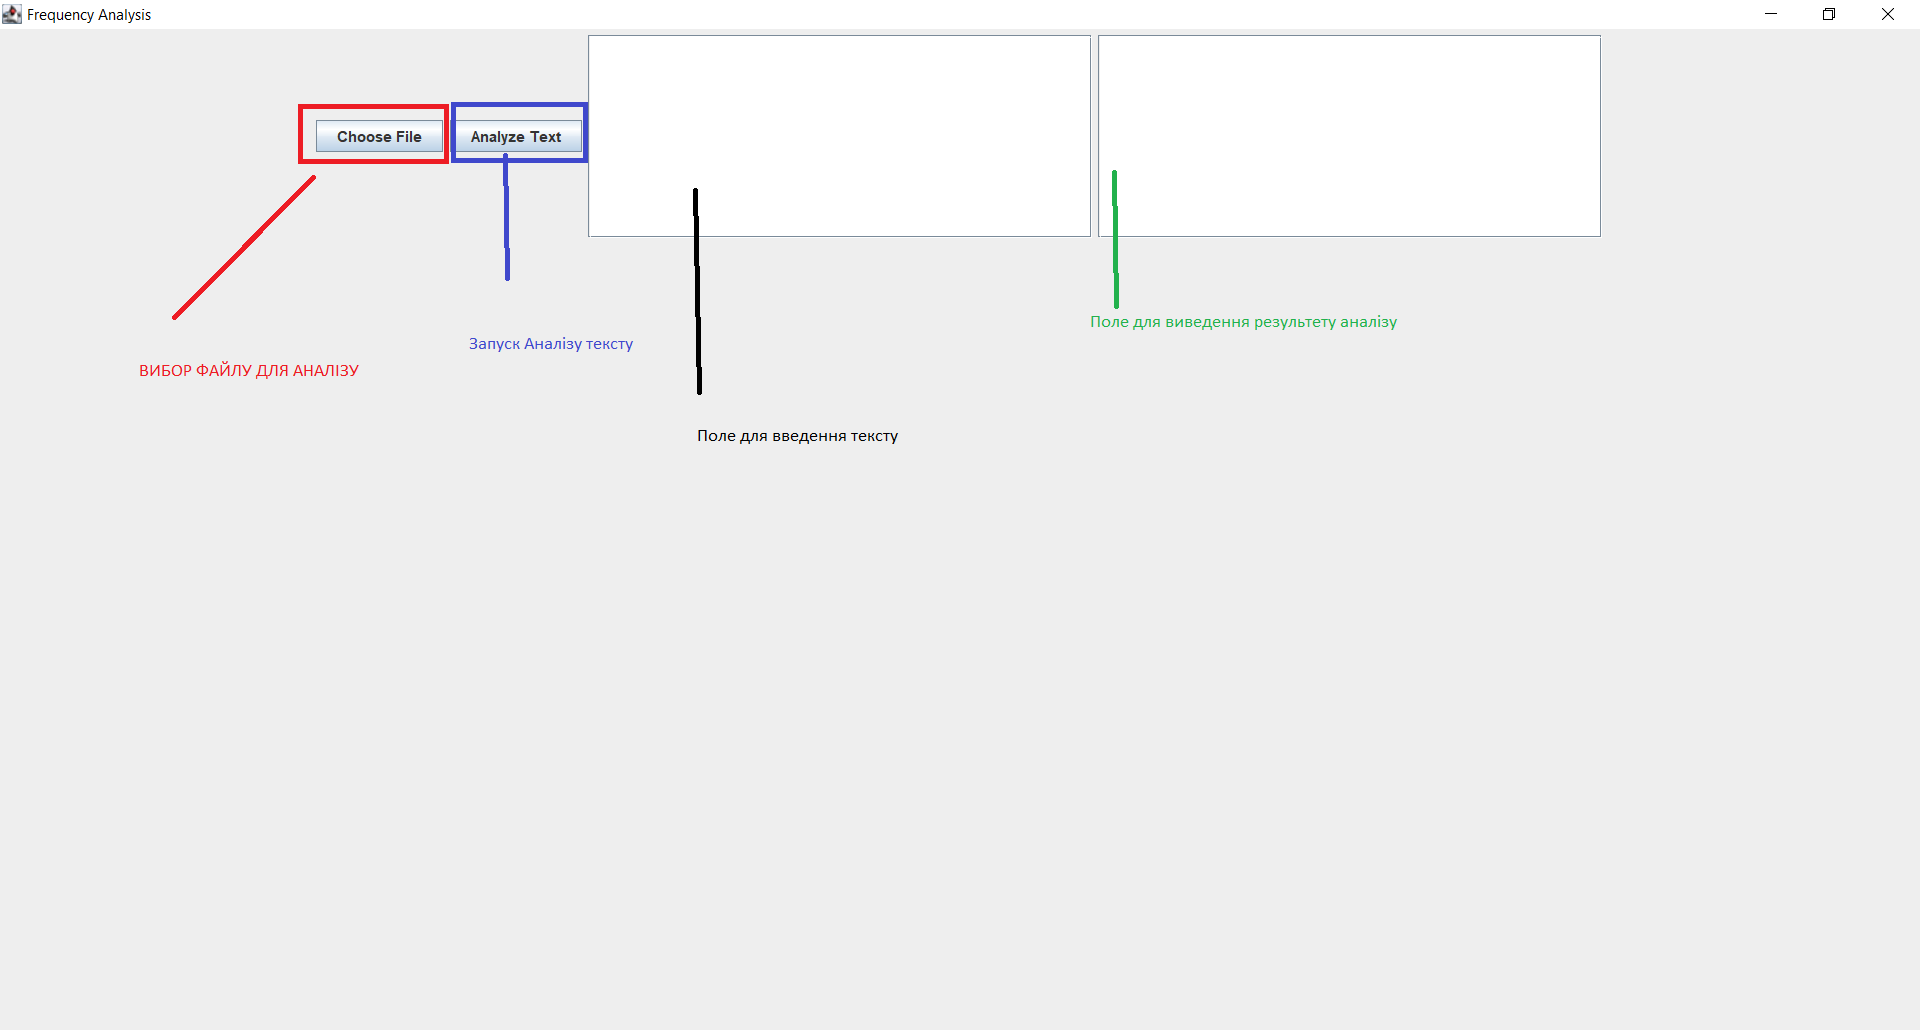 Frequency Analysis
Choose File
Analyze Text
Поле для виведення результету аналізу
Запуск Аналізу тексту
ВИБОР ФАЙЛУ ДЛЯ АНАЛІЗУ
Поле для введення тексту